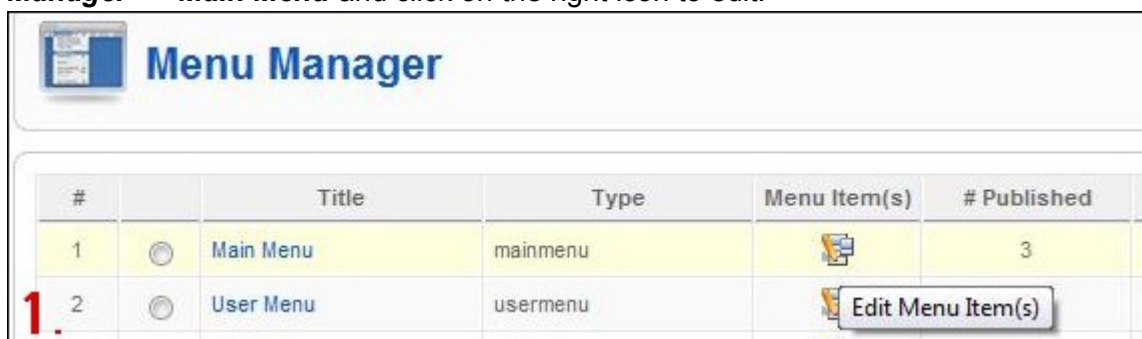 Menu Manager
# Title Type Menu Item(s) # Published
1 Main Menu mainmenu 3
2 User Menu usermenu Edit Menu Item(s)
1.